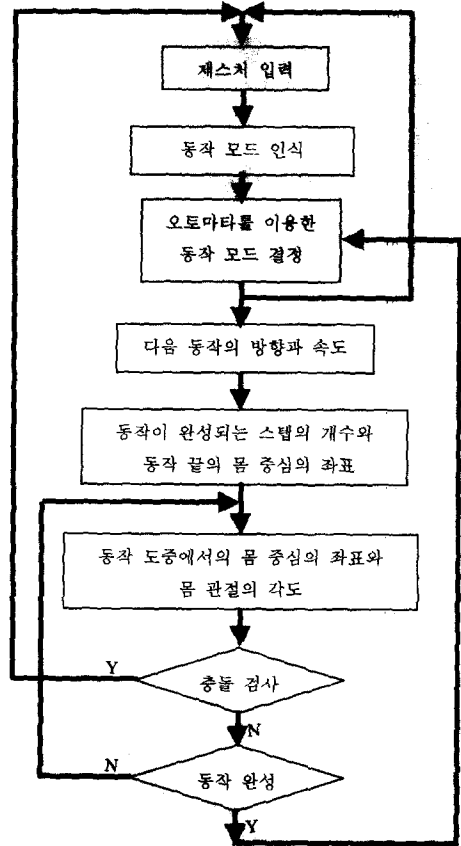 제스처 입력
동작 모드 인식
오토마타를 이용한
동작 모드 결정
다음 동작의 방향과 속도
동작이 완성되는 스텝의 개수와
동작 끝의 몸 중심의 좌표
동작 도중에서의 몸 중심의 좌표와
몸 관절의 각도
Y
충돌 검사
N
N
동작 완성
Y